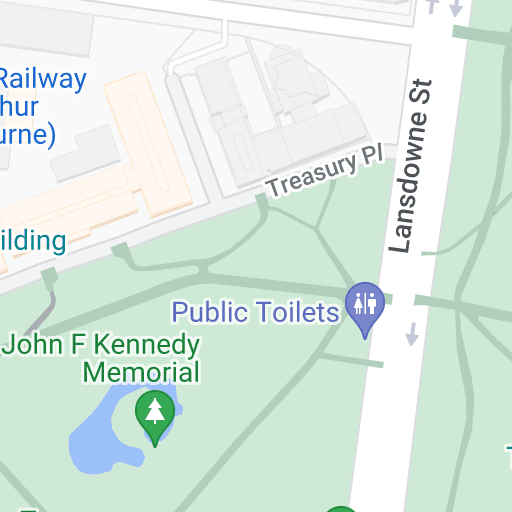 Railway
hur
urne)
Treasury Pl
Lansdowne St
ilding
Public Toilets
John F Kennedy
Memorial